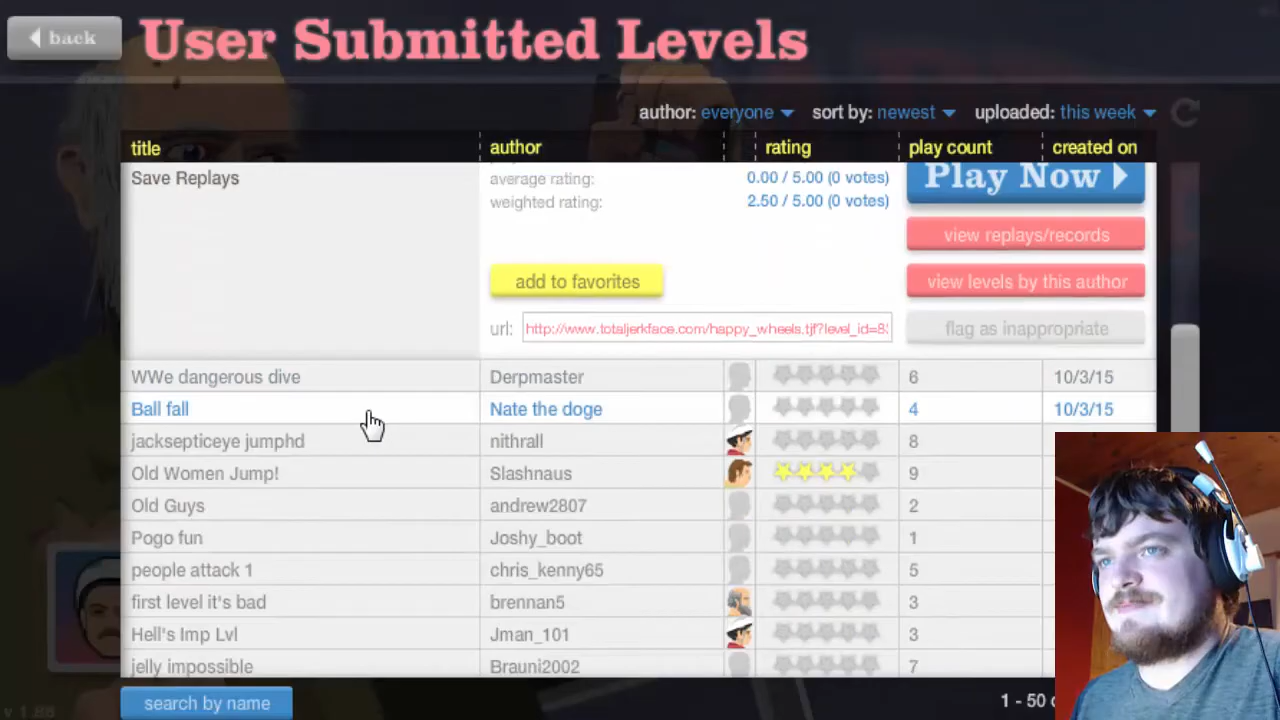 back
User Submitted Levels
author: everyone sort by: newest uploaded: this week
title author rating play count created on
Save Replays
average rating: 0.00 / 5.00 (0 votes)
weighted rating: 2.50 / 5.00 (0 votes)
Play Now
view replays/records
add to favorites
view levels by this author
url: http://www.totaljerkface.com/happy_wheels.tjf?level_id=8
flag as inappropriate
WWe dangerous dive Derpmaster 6 10/3/15
Ball fall Nate the doge 4 10/3/15
jacksepticeye jumphd nithrall 8
Old Women Jump! Slashnaus 9
Old Guys andrew2807 2
Pogo fun Joshy_boot 1
people attack 1 chris_kenny65 5
first level it's bad brennan5 3
Hell's Imp Lvl Jman_101 3
jelly impossible Brauni2002 7
search by name
1 - 50